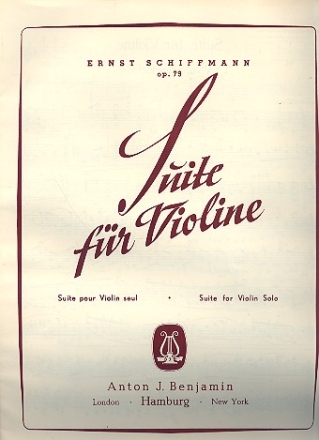 ERNST SCHIFFMANN
op. 79
Suite
für Violine
Suite pour Violin seul • Suite for Violin Solo
Anton J. Benjamin
London • Hamburg • New York